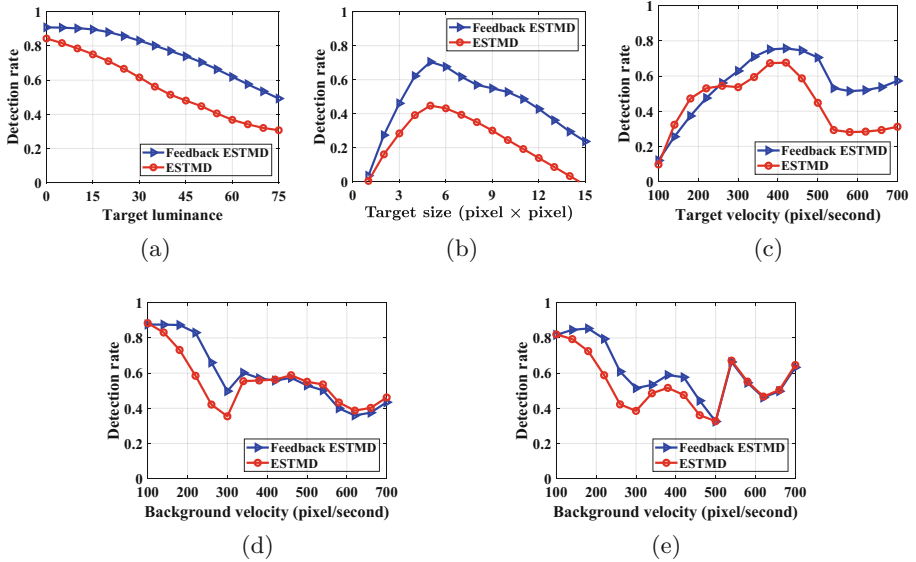 Detection rate
1
0.8
0.6
0.4
0.2
0
0 15 30 45 60 75
Target luminance
Feedback ESTMD
ESTMD
(a)
Detection rate
1
0.8
0.6
0.4
0.2
0
0 3 6 9 12 15
Target size (pixel × pixel)
Feedback ESTMD
ESTMD
(b)
Detection rate
1
0.8
0.6
0.4
0.2
0
100 200 300 400 500 600 700
Target velocity (pixel/second)
Feedback ESTMD
ESTMD
(c)
Detection rate
1
0.8
0.6
0.4
0.2
0
100 200 300 400 500 600 700
Background velocity (pixel/second)
Feedback ESTMD
ESTMD
(d)
Detection rate
1
0.8
0.6
0.4
0.2
0
100 200 300 400 500 600 700
Background velocity (pixel/second)
Feedback ESTMD
ESTMD
(e)